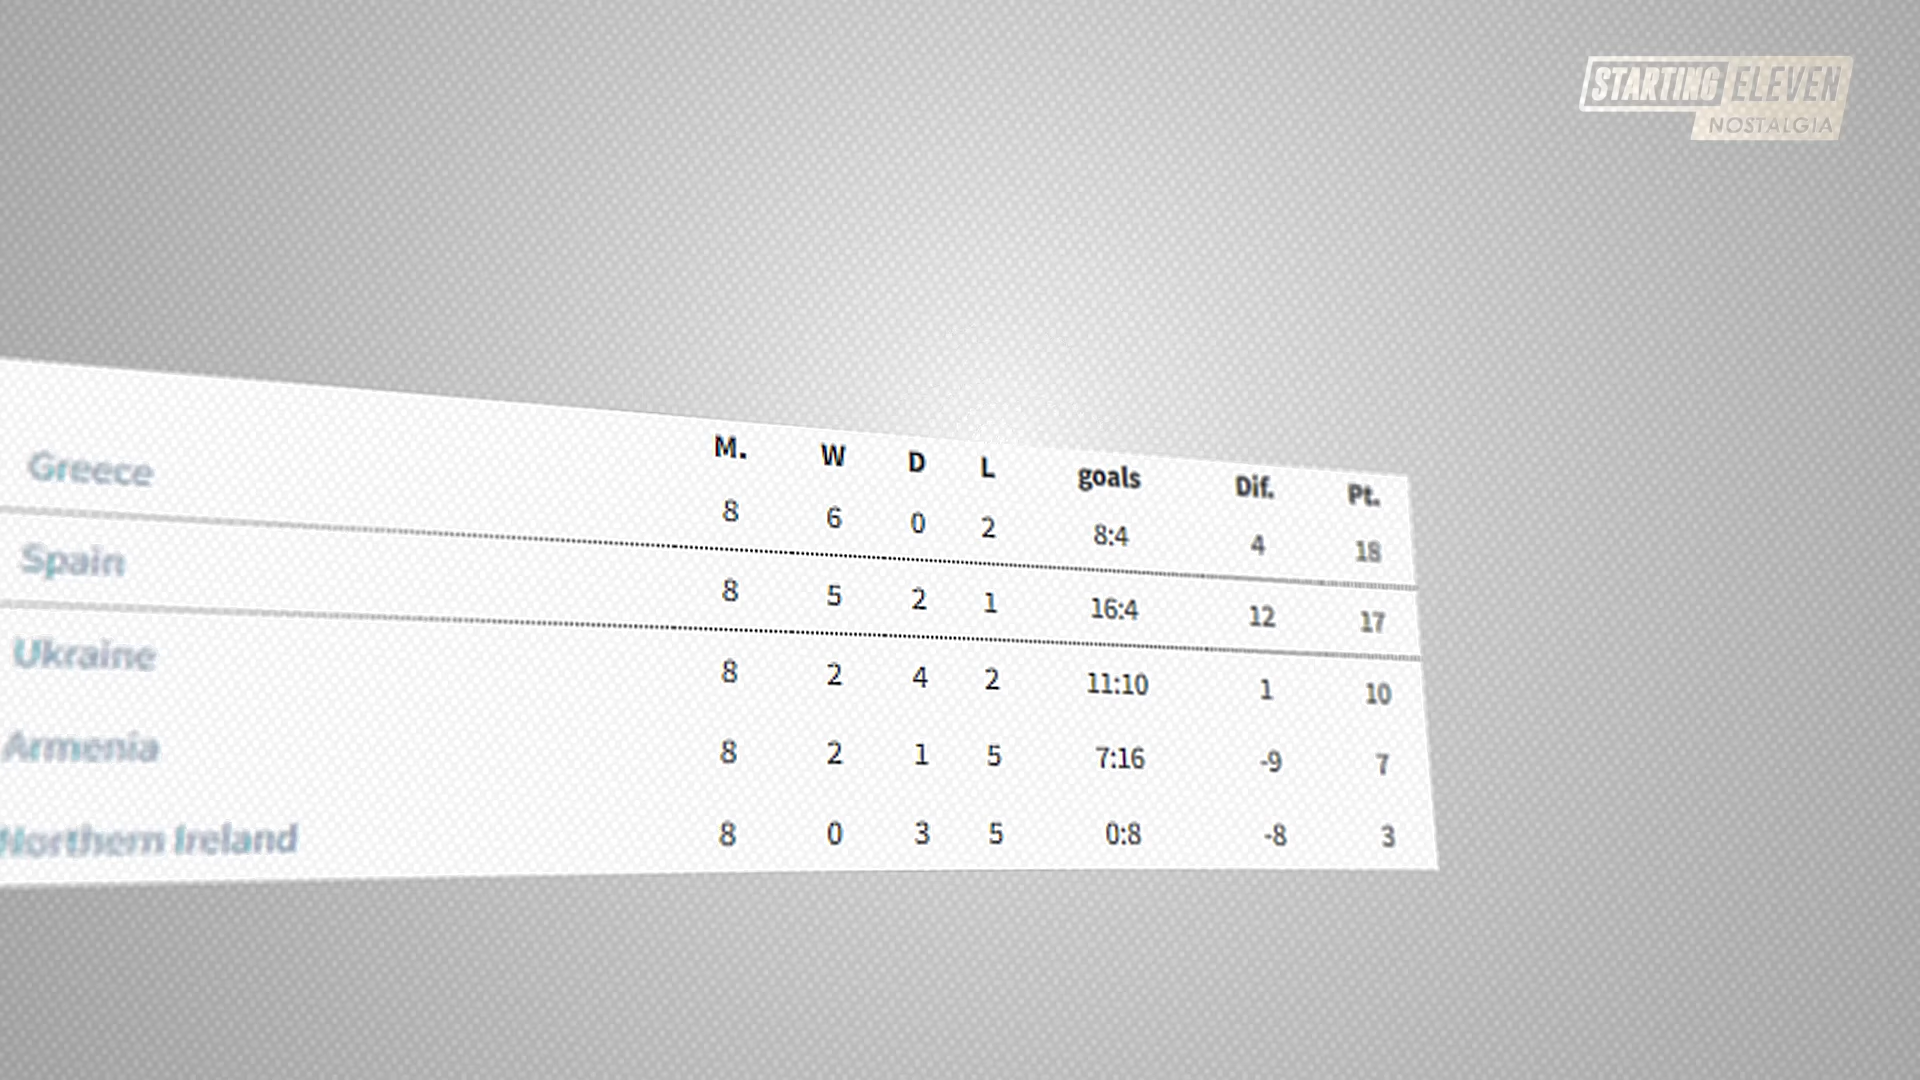 STARTING ELEVEN
NOSTALGIA
M. W D L goals Dif. Pt.
Greece 8 6 0 2 8:4 4 18
Spain 8 5 2 1 16:4 12 17
Ukraine 8 2 4 2 11:10 1 10
Armenia 8 2 1 5 7:16 -9 7
Northern Ireland 8 0 3 5 0:8 -8 3